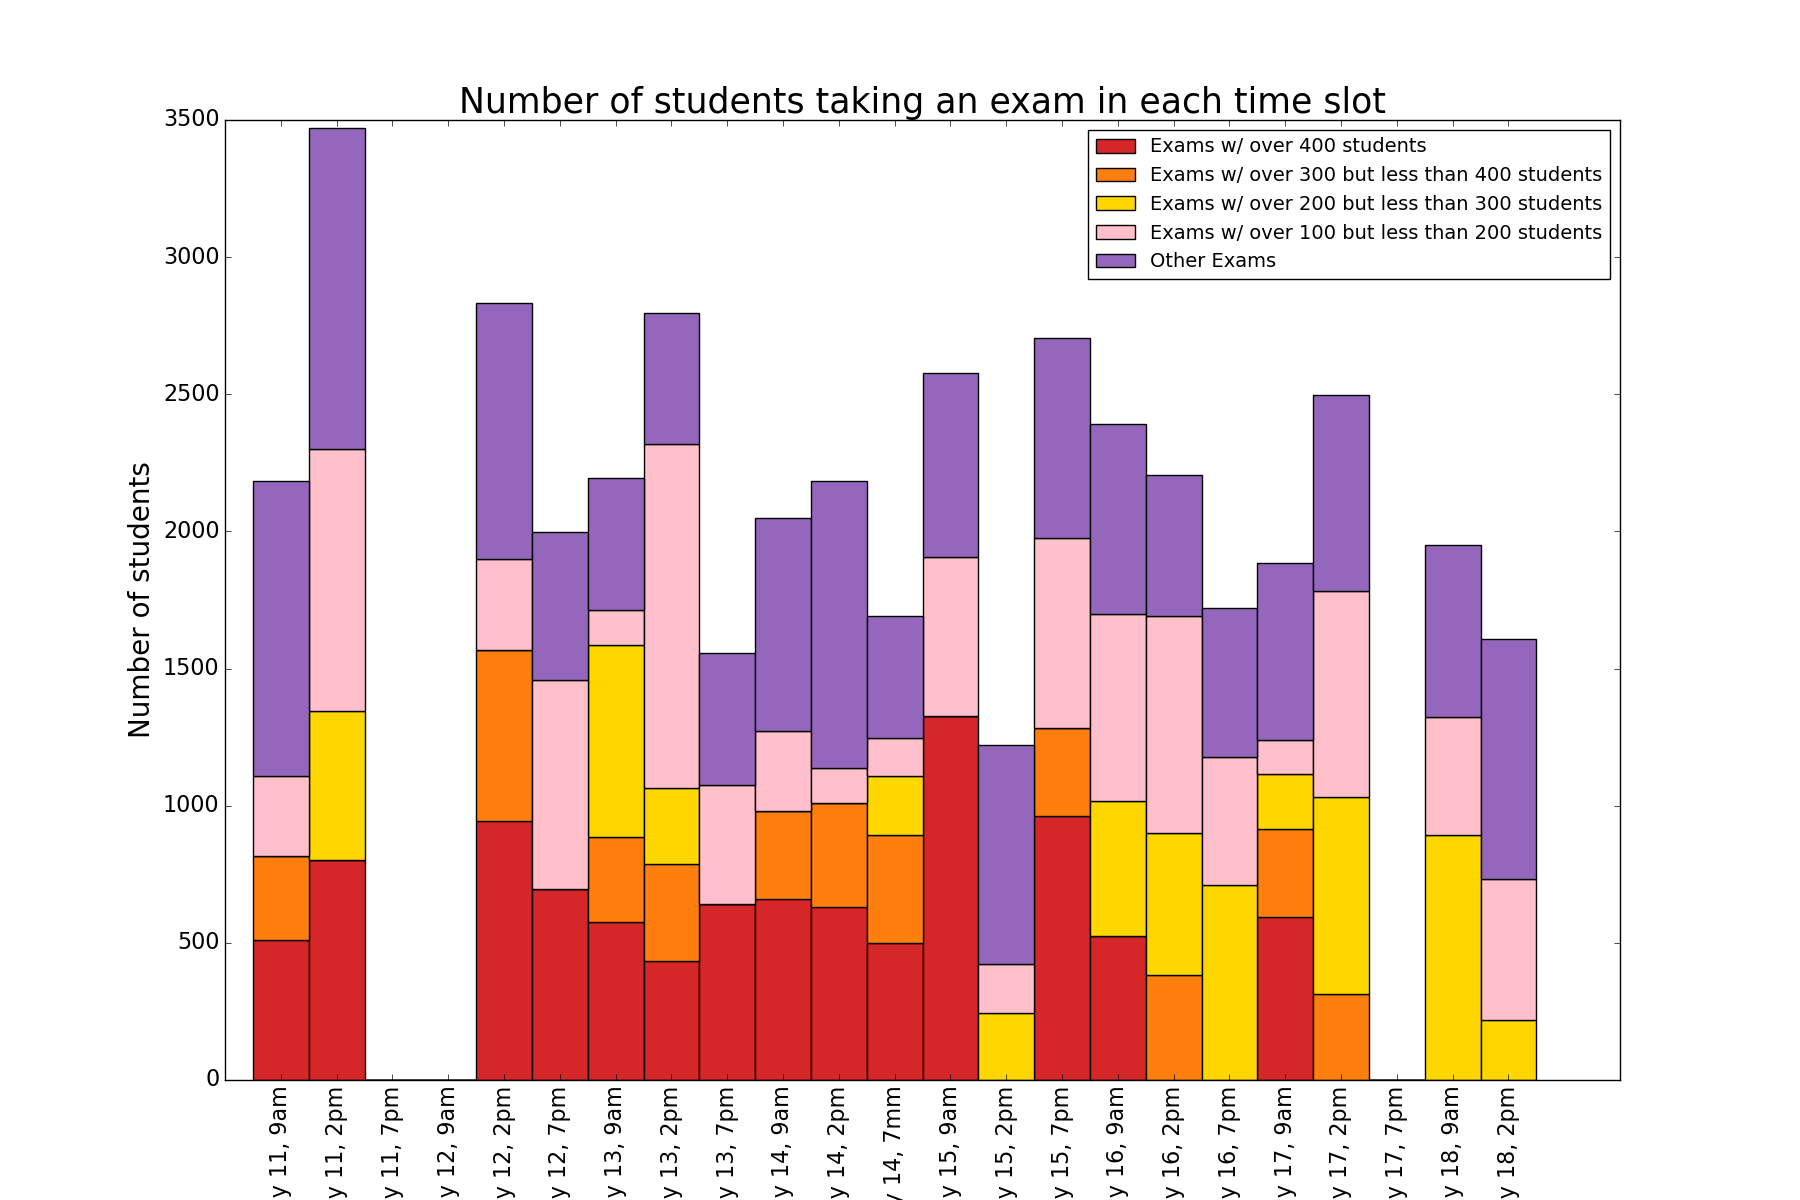 Number of students taking an exam in each time slot
Number of students
3500
3000
2500
2000
1500
1000
500
0
Exams w/ over 400 students
Exams w/ over 300 but less than 400 students
Exams w/ over 200 but less than 300 students
Exams w/ over 100 but less than 200 students
Other Exams
y 11, 9am
y 11, 2pm
y 11, 7pm
y 12, 9am
y 12, 2pm
y 12, 7pm
y 13, 9am
y 13, 2pm
y 13, 7pm
y 14, 9am
y 14, 2pm
y 14, 7mm
y 15, 9am
y 15, 2pm
y 15, 7pm
y 16, 9am
y 16, 2pm
y 16, 7pm
y 17, 9am
y 17, 2pm
y 17, 7pm
y 18, 9am
y 18, 2pm